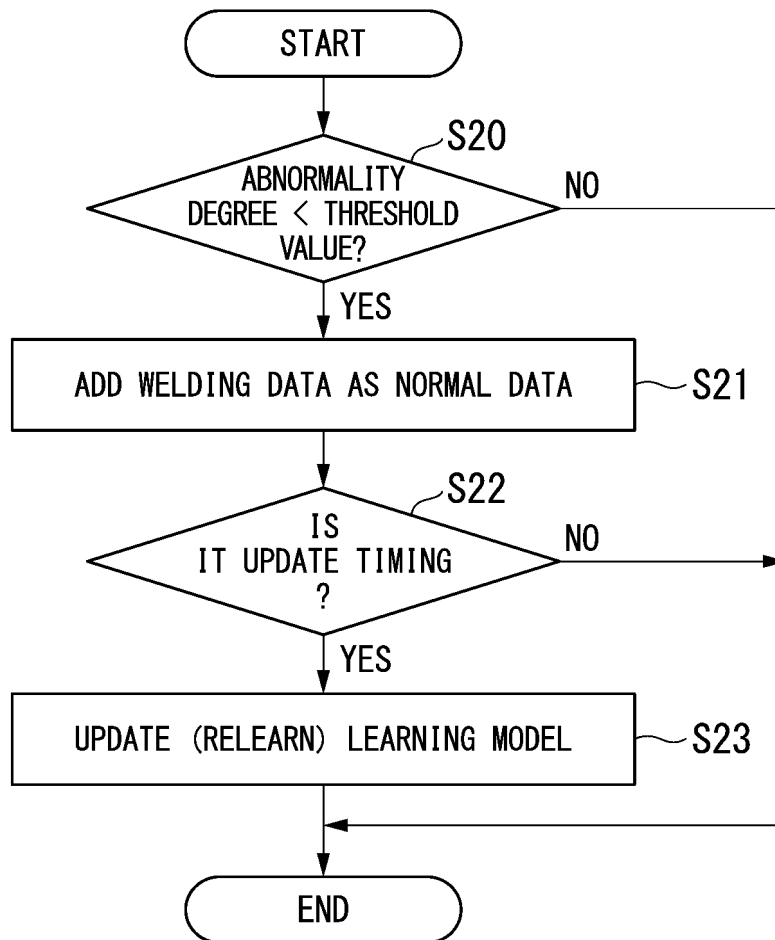 START
S20
ABNORMALITY
DEGREE < THRESHOLD
VALUE?
NO
YES
ADD WELDING DATA AS NORMAL DATA
S21
S22
IS
IT UPDATE TIMING
?
NO
YES
UPDATE (RELEARN) LEARNING MODEL
S23
END